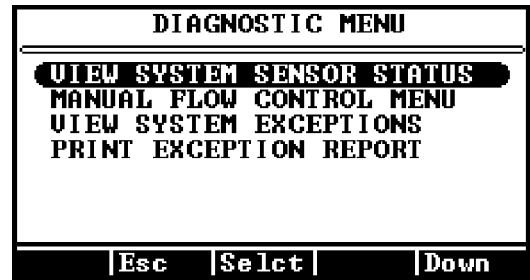 DIAGNOSTIC MENU
VIEW SYSTEM SENSOR STATUS
MANUAL FLOW CONTROL MENU
VIEW SYSTEM EXCEPTIONS
PRINT EXCEPTION REPORT
Esc Selct Down